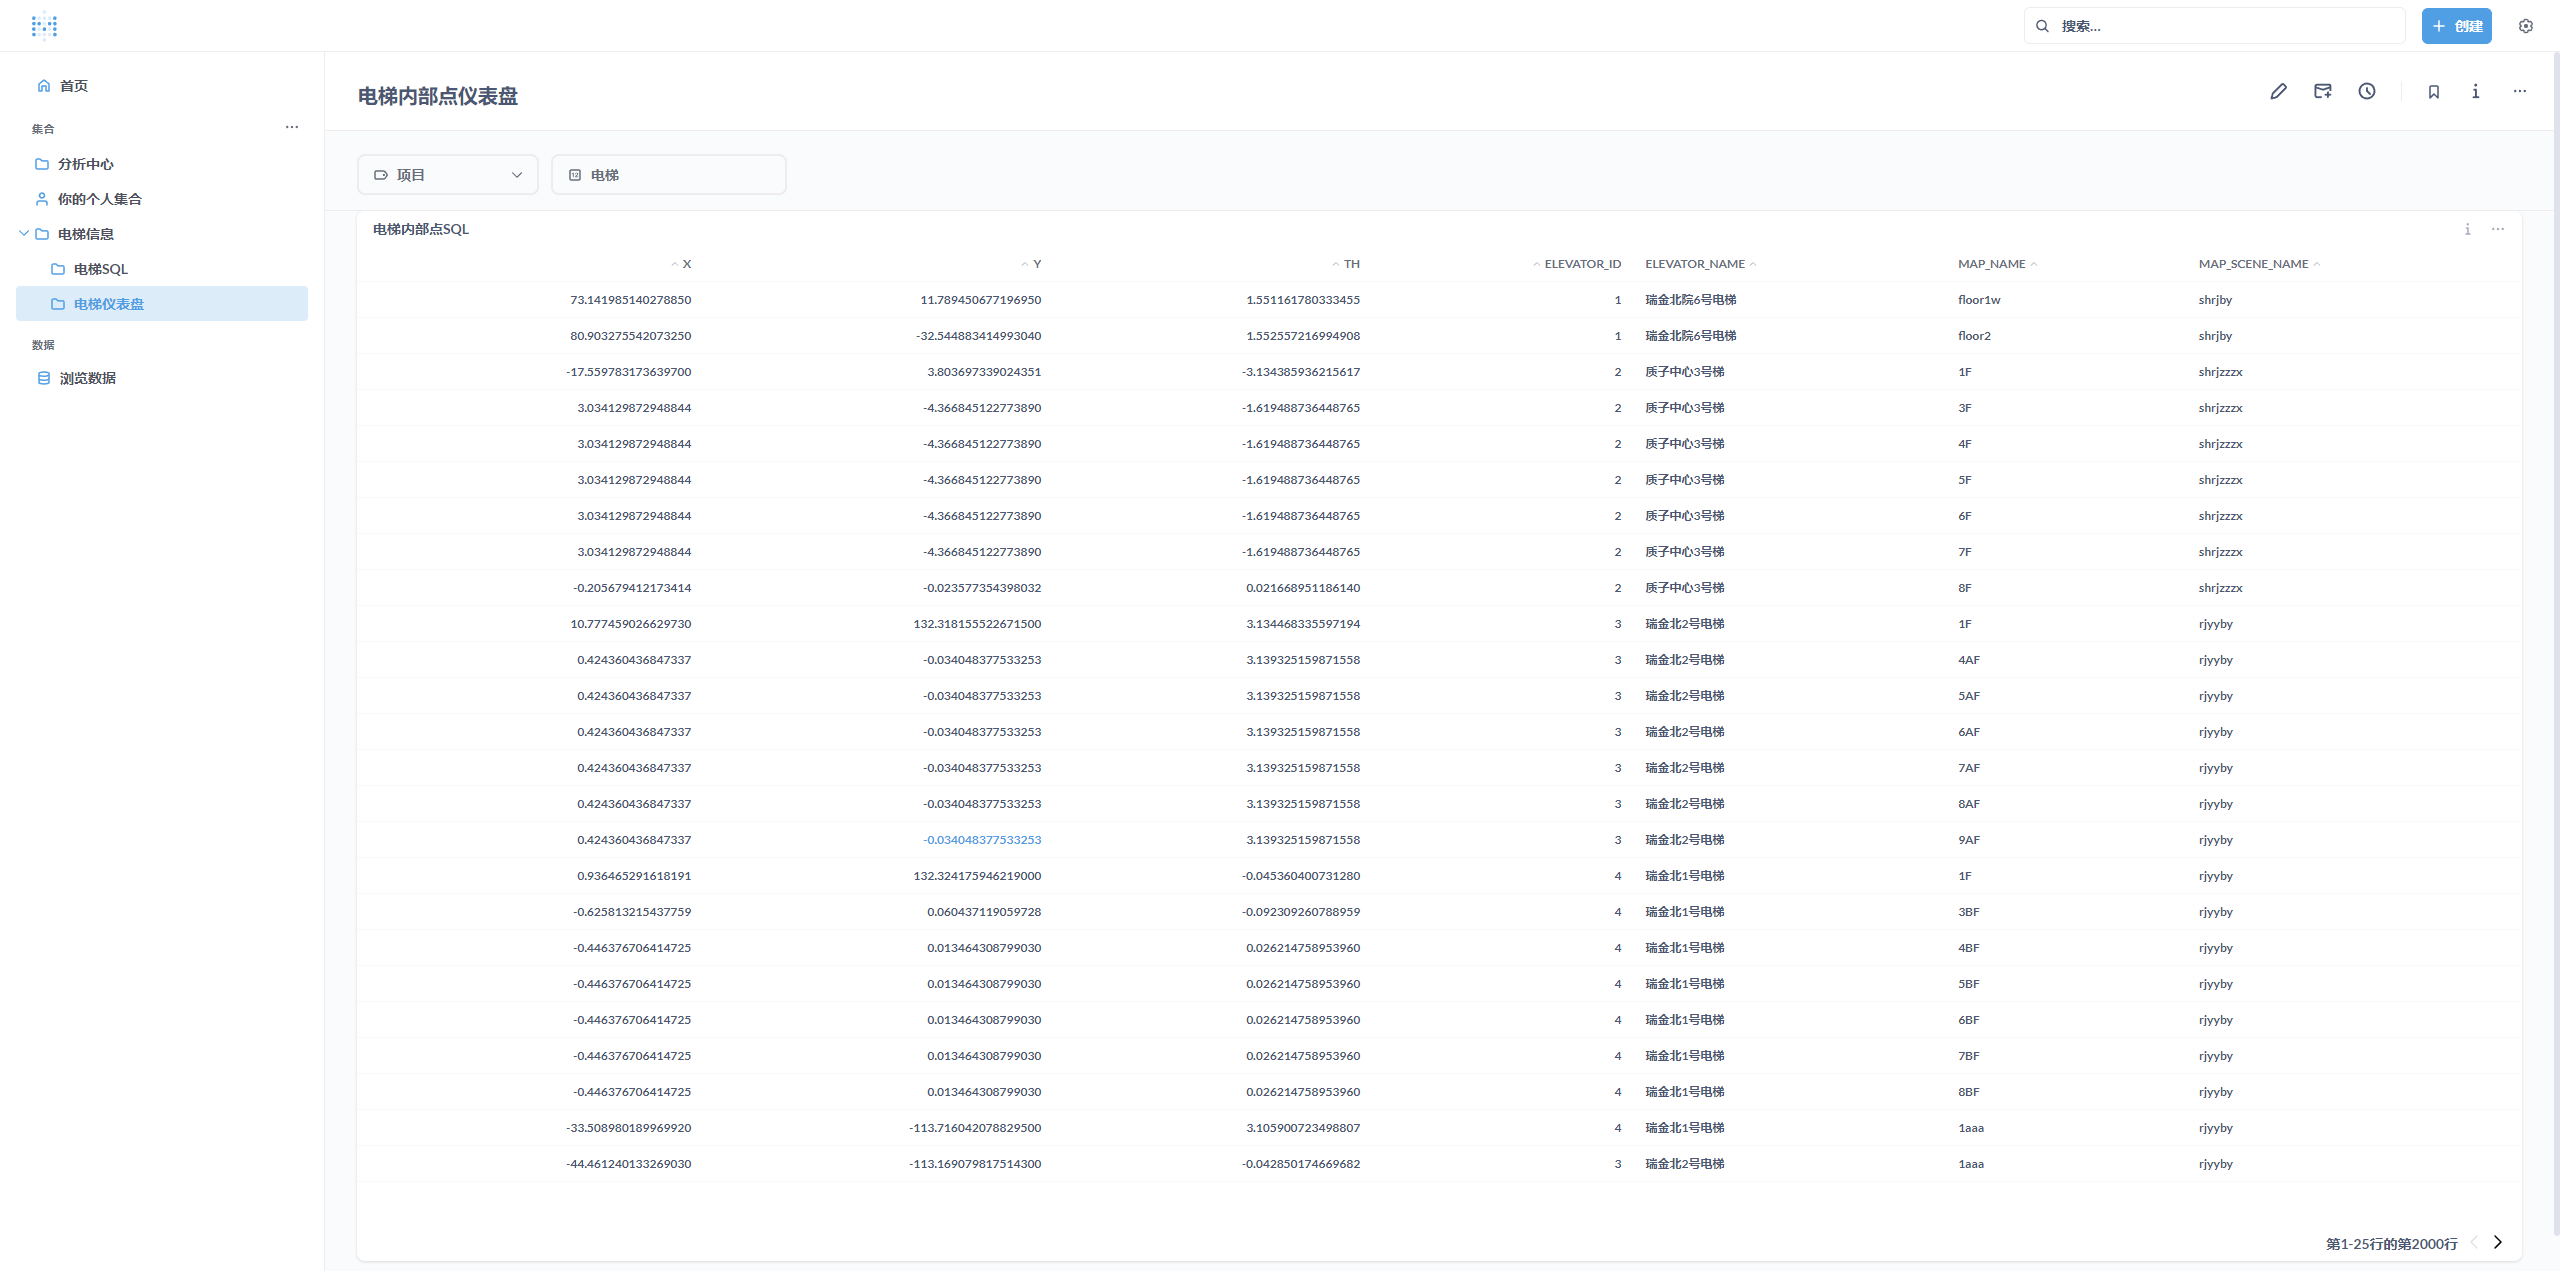 搜索...
创建
首页
集合
分析中心
你的个人集合
电梯信息
电梯SQL
电梯仪表盘
数据
浏览数据
电梯内部点仪表盘
项目 电梯
电梯内部点SQL
X Y TH ELEVATOR_ID ELEVATOR_NAME MAP_NAME MAP_SCENE_NAME
73.141985140278850 11.789450677196950 1.551161780333455 1 瑞金北院6号电梯 floor1w shrjby
80.903275542073250 -32.544883414993040 1.552557216994908 1 瑞金北院6号电梯 floor2 shrjby
-17.559783173639700 3.803697339024351 -3.134385936215617 2 质子中心3号梯 1F shrjzzzx
3.034129872948844 -4.366845122773890 -1.619488736448765 2 质子中心3号梯 3F shrjzzzx
3.034129872948844 -4.366845122773890 -1.619488736448765 2 质子中心3号梯 4F shrjzzzx
3.034129872948844 -4.366845122773890 -1.619488736448765 2 质子中心3号梯 5F shrjzzzx
3.034129872948844 -4.366845122773890 -1.619488736448765 2 质子中心3号梯 6F shrjzzzx
3.034129872948844 -4.366845122773890 -1.619488736448765 2 质子中心3号梯 7F shrjzzzx
-0.205679412173414 -0.023577354398032 0.021668951186140 2 质子中心3号梯 8F shrjzzzx
10.777459026629730 132.318155522671500 3.134468335597194 3 瑞金北2号电梯 1F rjyyby
0.424360436847337 -0.034048377533253 3.139325159871558 3 瑞金北2号电梯 4AF rjyyby
0.424360436847337 -0.034048377533253 3.139325159871558 3 瑞金北2号电梯 5AF rjyyby
0.424360436847337 -0.034048377533253 3.139325159871558 3 瑞金北2号电梯 6AF rjyyby
0.424360436847337 -0.034048377533253 3.139325159871558 3 瑞金北2号电梯 7AF rjyyby
0.424360436847337 -0.034048377533253 3.139325159871558 3 瑞金北2号电梯 8AF rjyyby
0.424360436847337 -0.034048377533253 3.139325159871558 3 瑞金北2号电梯 9AF rjyyby
0.936465291618191 132.324175946219000 -0.045360400731280 4 瑞金北1号电梯 1F rjyyby
-0.625813215437759 0.060437119059728 -0.092309260788959 4 瑞金北1号电梯 3BF rjyyby
-0.446376706414725 0.013464308799030 0.026214758953960 4 瑞金北1号电梯 4BF rjyyby
-0.446376706414725 0.013464308799030 0.026214758953960 4 瑞金北1号电梯 5BF rjyyby
-0.446376706414725 0.013464308799030 0.026214758953960 4 瑞金北1号电梯 6BF rjyyby
-0.446376706414725 0.013464308799030 0.026214758953960 4 瑞金北1号电梯 7BF rjyyby
-0.446376706414725 0.013464308799030 0.026214758953960 4 瑞金北1号电梯 8BF rjyyby
-33.508980189969920 -113.716042078829500 3.105900723498807 4 瑞金北1号电梯 1aaa rjyyby
-44.461240133269030 -113.169079817514300 -0.042850174669682 3 瑞金北2号电梯 1aaa rjyyby
第1-25行的第2000行